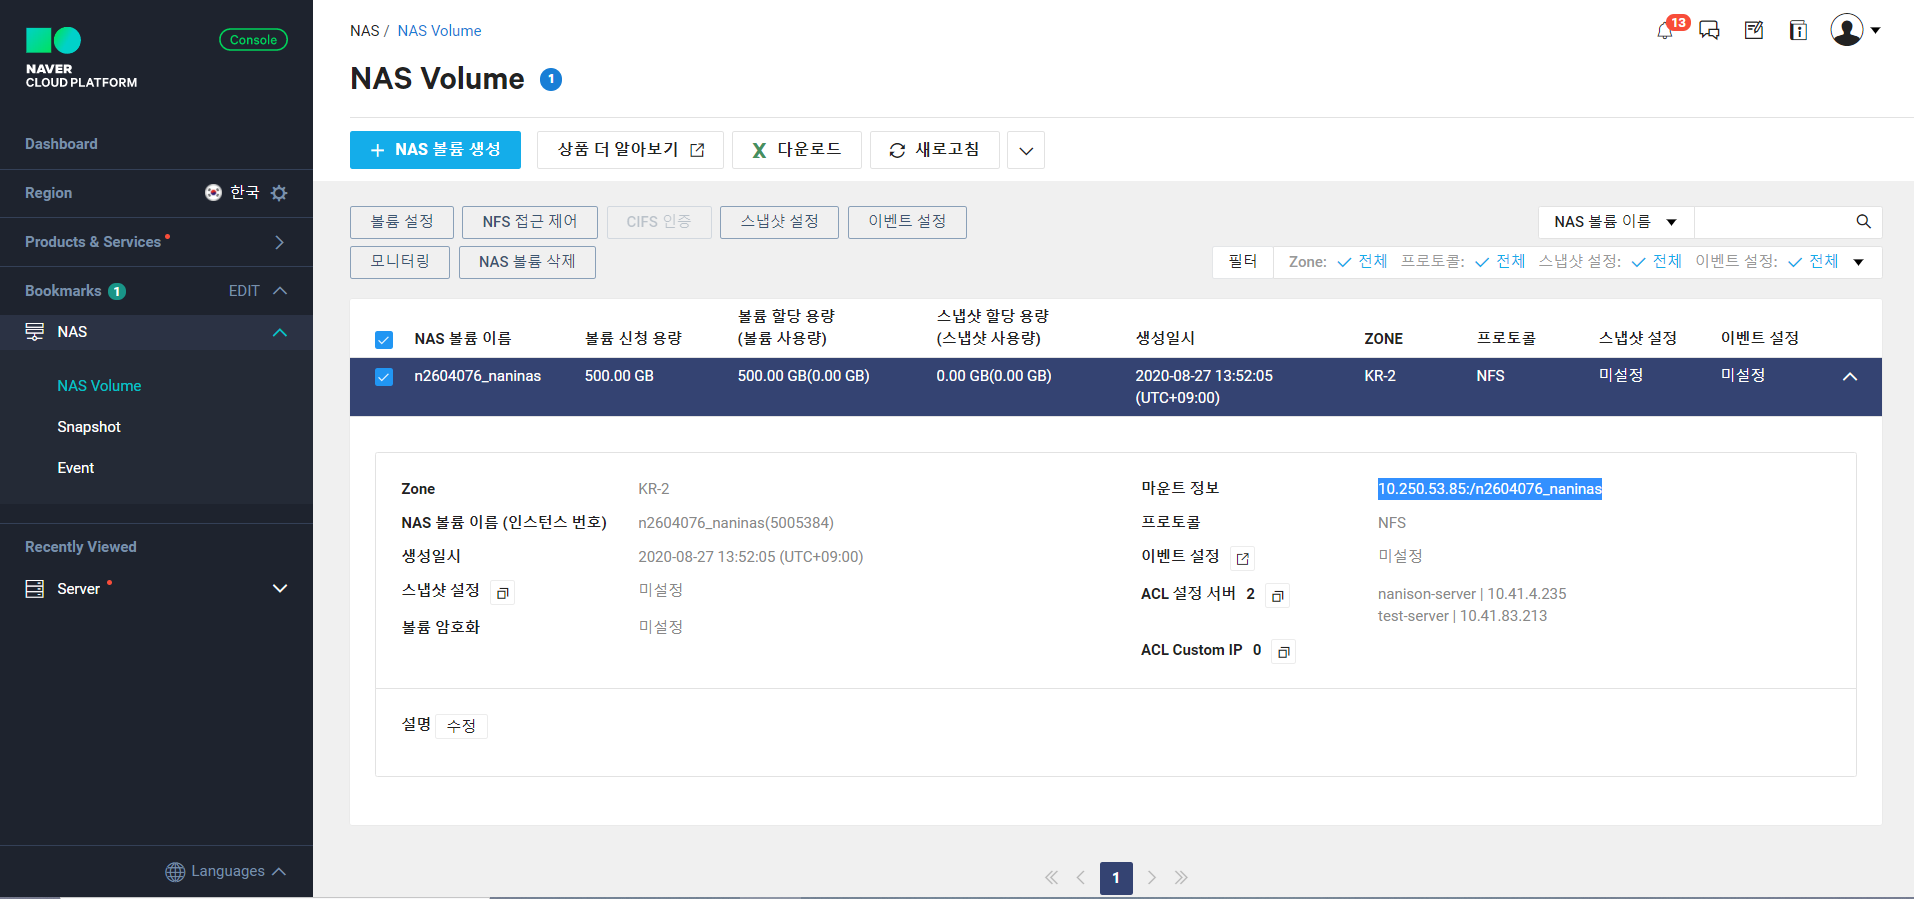 NAVER
CLOUD PLATFORM
Console
Dashboard
Region
한국
Products & Services
Bookmarks 1 EDIT
NAS
NAS Volume
Snapshot
Event
Recently Viewed
Server
Languages
NAS / NAS Volume
13
NAS Volume 1
+ NAS 볼륨 생성
상품 더 알아보기
X 다운로드
새로고침
볼륨 설정
NFS 접근 제어
CIFS 인증
스냅샷 설정
이벤트 설정
NAS 볼륨 이름
모니터링
NAS 볼륨 삭제
필터
Zone: 전체 프로토콜: 전체 스냅샷 설정: 전체 이벤트 설정: 전체
NAS 볼륨 이름
볼륨 신청 용량
볼륨 할당 용량
(볼륨 사용량)
스냅샷 할당 용량
(스냅샷 사용량)
생성일시
ZONE
프로토콜
스냅샷 설정
이벤트 설정
n2604076_naninas
500.00 GB
500.00 GB(0.00 GB)
0.00 GB(0.00 GB)
2020-08-27 13:52:05
(UTC+09:00)
KR-2
NFS
미설정
미설정
Zone KR-2
NAS 볼륨 이름 (인스턴스 번호) n2604076_naninas(5005384)
생성일시 2020-08-27 13:52:05 (UTC+09:00)
스냅샷 설정 미설정
볼륨 암호화 미설정
마운트 정보 10.250.53.85:/n2604076_naninas
프로토콜 NFS
이벤트 설정 미설정
ACL 설정 서버 2 nanison-server | 10.41.4.235
test-server | 10.41.83.213
ACL Custom IP 0
설명 수정
1